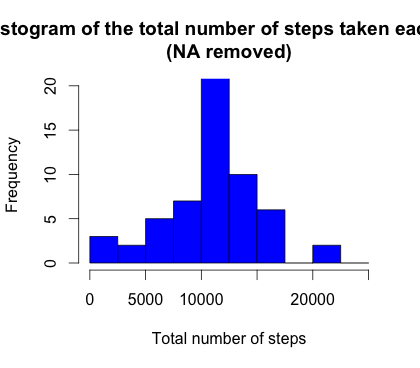 stogram of the total number of steps taken eac
(NA removed)
Frequency
20
15
10
5
0
0 5000 10000 20000
Total number of steps